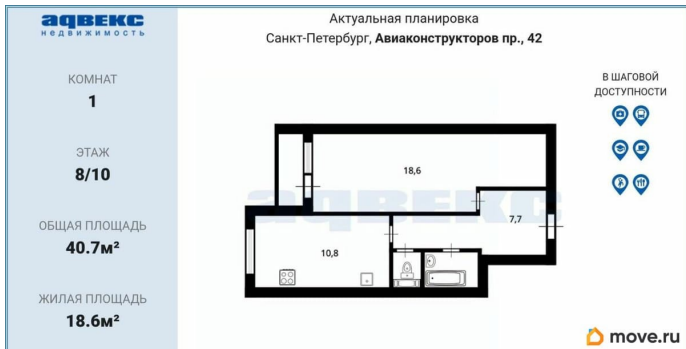 адвекс
НЕДВИЖИМОСТЬ
КОМНАТ
1
ЭТАЖ
8/10
ОБЩАЯ ПЛОЩАДЬ
40.7м²
ЖИЛАЯ ПЛОЩАДЬ
18.6м²
Актуальная планировка
Санкт-Петербург, Авиаконструкторов пр., 42
адвекс
18,6
7,7
10,8
В ШАГОВОЙ
ДОСТУПНОСТИ
move.ru